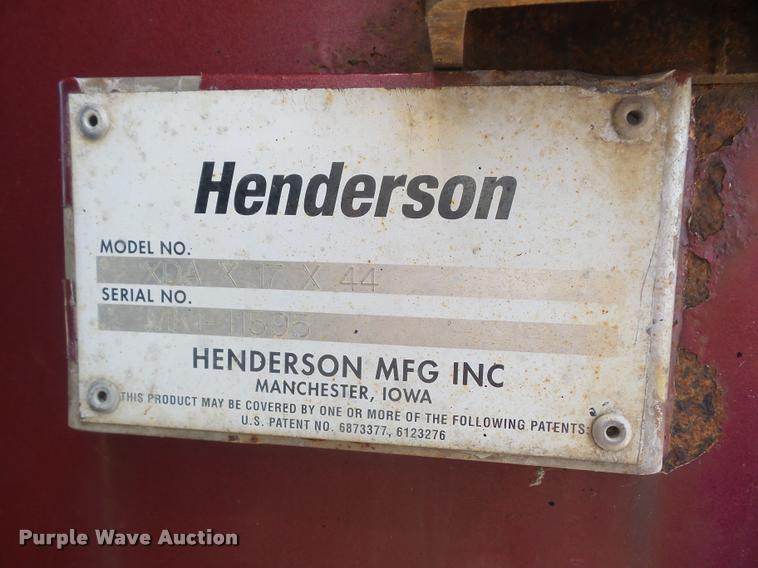 Henderson
MODEL NO.
XDA X 17 X 44
SERIAL NO.
11595
HENDERSON MFG INC
MANCHESTER, IOWA
THIS PRODUCT MAY BE COVERED BY ONE OR MORE OF THE FOLLOWING PATENTS:
U.S. PATENT NO. 6873377, 6123276
Purple Wave Auction